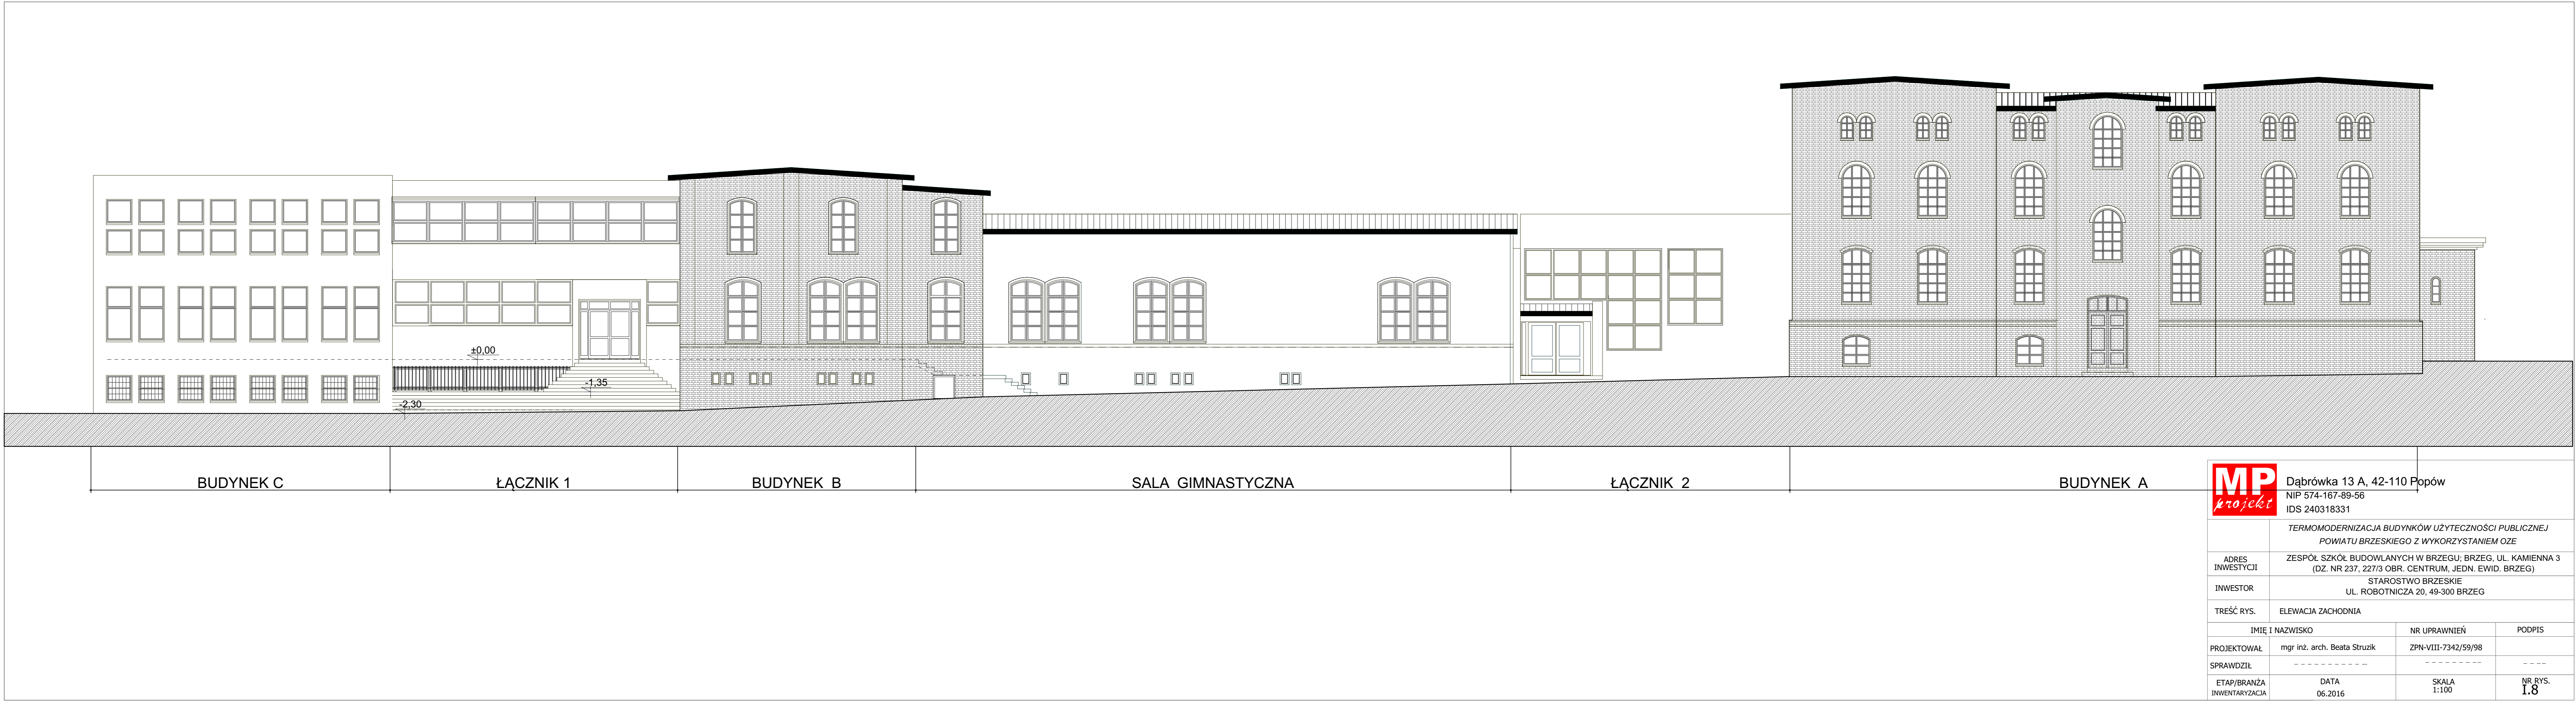 ±0,00
-1,35
-2,30
BUDYNEK C
ŁĄCZNIK 1
BUDYNEK B
SALA GIMNASTYCZNA
ŁĄCZNIK 2
BUDYNEK A
MP
projekt
Dąbrówka 13 A, 42-110 Popów
NIP 574-167-89-56
IDS 240318331
TERMOMODERNIZACJA BUDYNKÓW UŻYTECZNOŚCI PUBLICZNEJ
POWIATU BRZESKIEGO Z WYKORZYSTANIEM OZE
ADRES
INWESTYCJI
ZESPÓŁ SZKÓŁ BUDOWLANYCH W BRZEGU; BRZEG, UL. KAMIENNA 3
(DZ. NR 237, 227/3 OBR. CENTRUM, JEDN. EWID. BRZEG)
INWESTOR
STAROSTWO BRZESKIE
UL. ROBOTNICZA 20, 49-300 BRZEG
TREŚĆ RYS. ELEWACJA ZACHODNIA
IMIĘ I NAZWISKO NR UPRAWNIEŃ PODPIS
PROJEKTOWAŁ mgr inż. arch. Beata Struzik ZPN-VIII-7342/59/98
SPRAWDZIŁ
ETAP/BRANŻA
INWENTARYZACJA
DATA
06.2016
SKALA
1:100
NR RYS.
I.8